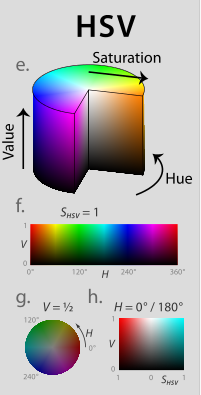 HSV
e.
Saturation
Value
Hue
f.
S_HSV = 1
1
V
0
0° 120° 240° 360°
H
g.
V = ½
120°
H
0°
240°
h.
H = 0° / 180°
1
V
0
1 0 S_HSV 1